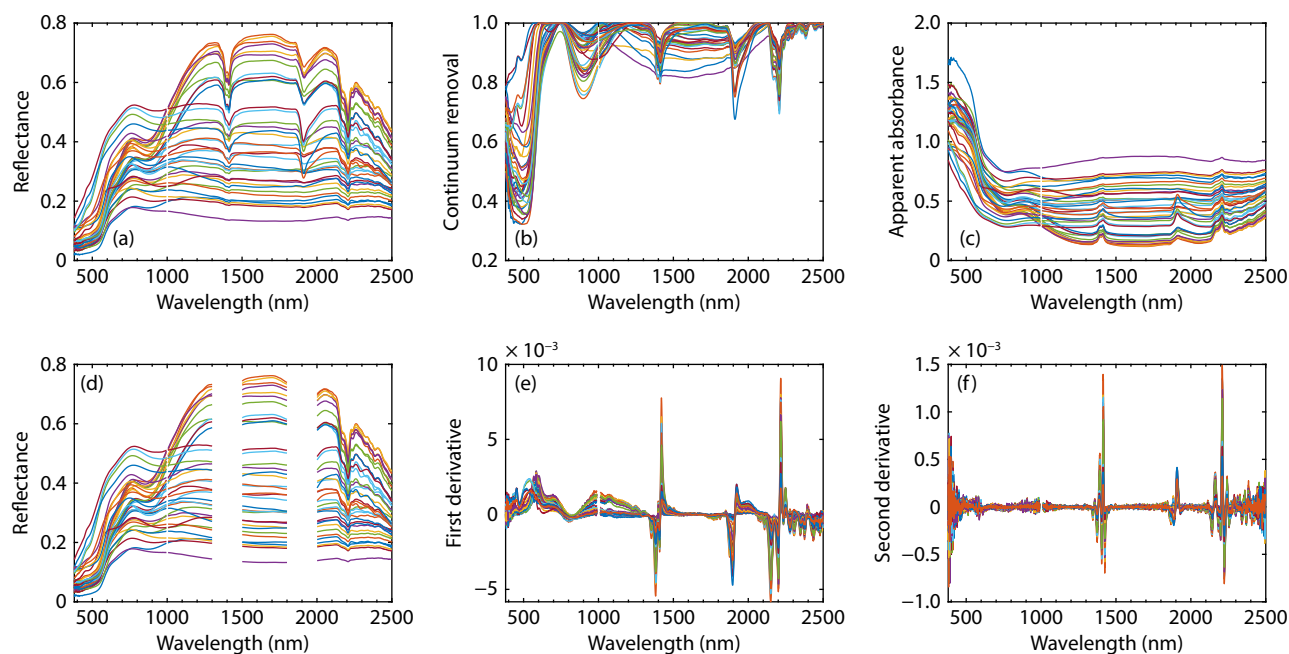 0.8
0.6
0.4
0.2
0
Reflectance
(a)
500 1000 1500 2000 2500
Wavelength (nm)
1.0
0.8
0.6
0.4
0.2
Continuum removal
(b)
500 1000 1500 2000 2500
Wavelength (nm)
2.0
1.5
1.0
0.5
0
Apparent absorbance
(c)
500 1000 1500 2000 2500
Wavelength (nm)
0.8
0.6
0.4
0.2
0
Reflectance
(d)
500 1000 1500 2000 2500
Wavelength (nm)
× 10⁻³
10
5
0
−5
First derivative
(e)
500 1000 1500 2000 2500
Wavelength (nm)
× 10⁻³
1.5
1.0
0.5
0
−0.5
−1.0
Second derivative
(f)
500 1000 1500 2000 2500
Wavelength (nm)